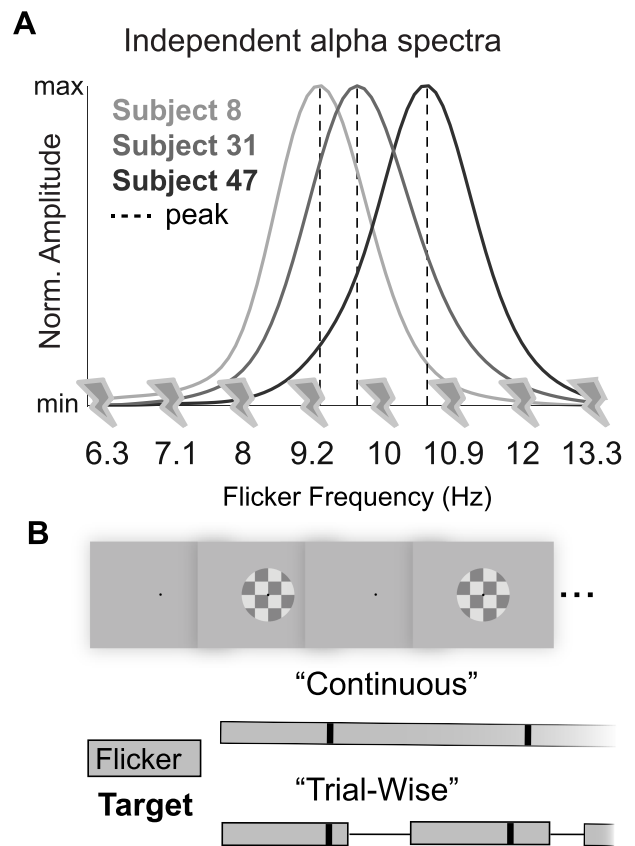 A
Independent alpha spectra
max
Subject 8
Subject 31
Subject 47
peak
Norm. Amplitude
min
6.3 7.1 8 9.2 10 10.9 12 13.3
Flicker Frequency (Hz)
B
...
“Continuous”
Flicker
Target
“Trial-Wise”